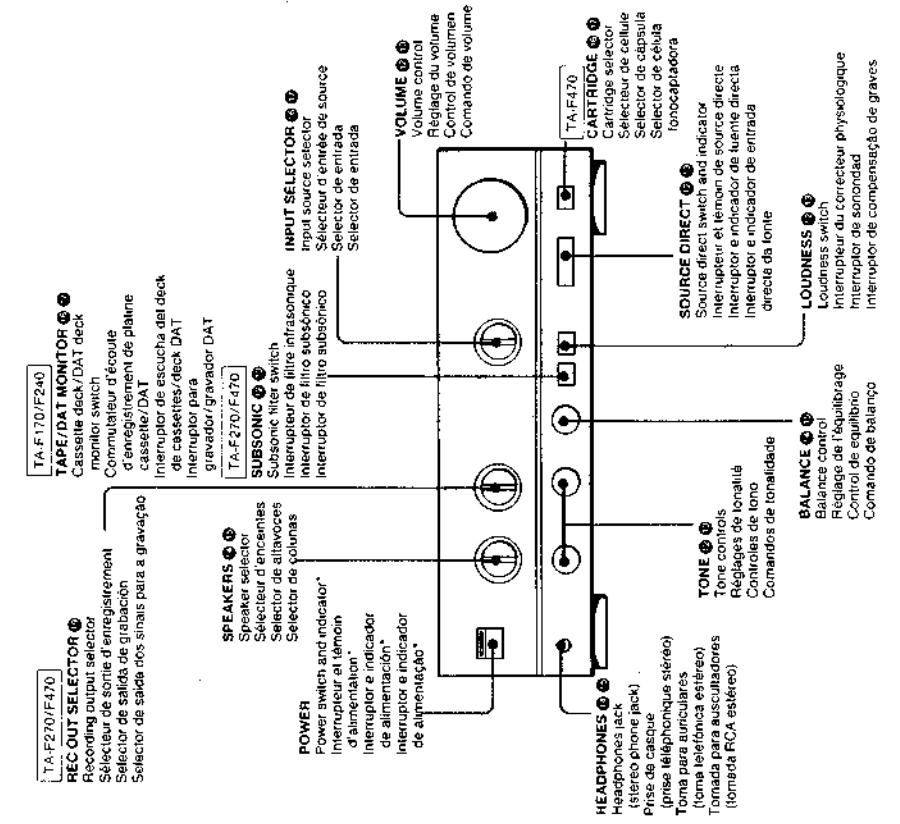 TA-F270/F470
REC OUT SELECTOR
Recording output selector
Sélecteur de sortie d'enregistrement
Selector de salida de grabación
Selector de saída dos sinais para a gravação
TA-F170/F240
TAPE/DAT MONITOR
Cassette deck/DAT deck
monitor switch
Commutateur d'écoute
d'enregistrement de platine
cassette/DAT
Interruptor de escucha del deck
de cassettes/deck DAT
Interruptor para
gravador/gravador DAT
TA-F270/F470
SUBSONIC
Subsonic filter switch
Interrupteur de filtre infrasonique
Interruptor de filtro subsónico
Interruptor de filtro subsónico
INPUT SELECTOR
Input source selector
Sélecteur d'entrée de source
Selector de entrada
Selector de entrada
VOLUME
Volume control
Réglage du volume
Control de volumen
Comando de volume
SPEAKERS
Speaker selector
Sélecteur d'enceintes
Selector de altavoces
Selector de colunas
POWER
Power switch and indicator*
Interrupteur et témoin
d'alimentation*
Interruptor e indicador
de alimentación*
Interruptor e indicador
de alimentação*
HEADPHONES
Headphones jack
(stereo phone jack)
Prise de casque
(prise téléphonique stéréo)
Toma para auriculares
(toma telefónica estéreo)
Tomada para auscultadores
(tomada RCA estéreo)
TONE
Tone controls
Réglages de tonalité
Controles de tono
Comandos de tonalidade
BALANCE
Balance control
Réglage de l'équilibrage
Control de equilibrio
Comando de balanço
LOUDNESS
Loudness switch
Interrupteur du correcteur physiologique
Interruptor de sonoridad
Interruptor de compensação de graves
SOURCE DIRECT
Source direct switch and indicator
Interrupteur et témoin de source directe
Interruptor e indicador de fuente directa
Interruptor e indicador de entrada
directa da fonte
TA-F470
CARTRIDGE
Cartridge selector
Sélecteur de cellule
Selector de cápsula
Selector de célula
fonocaptadora